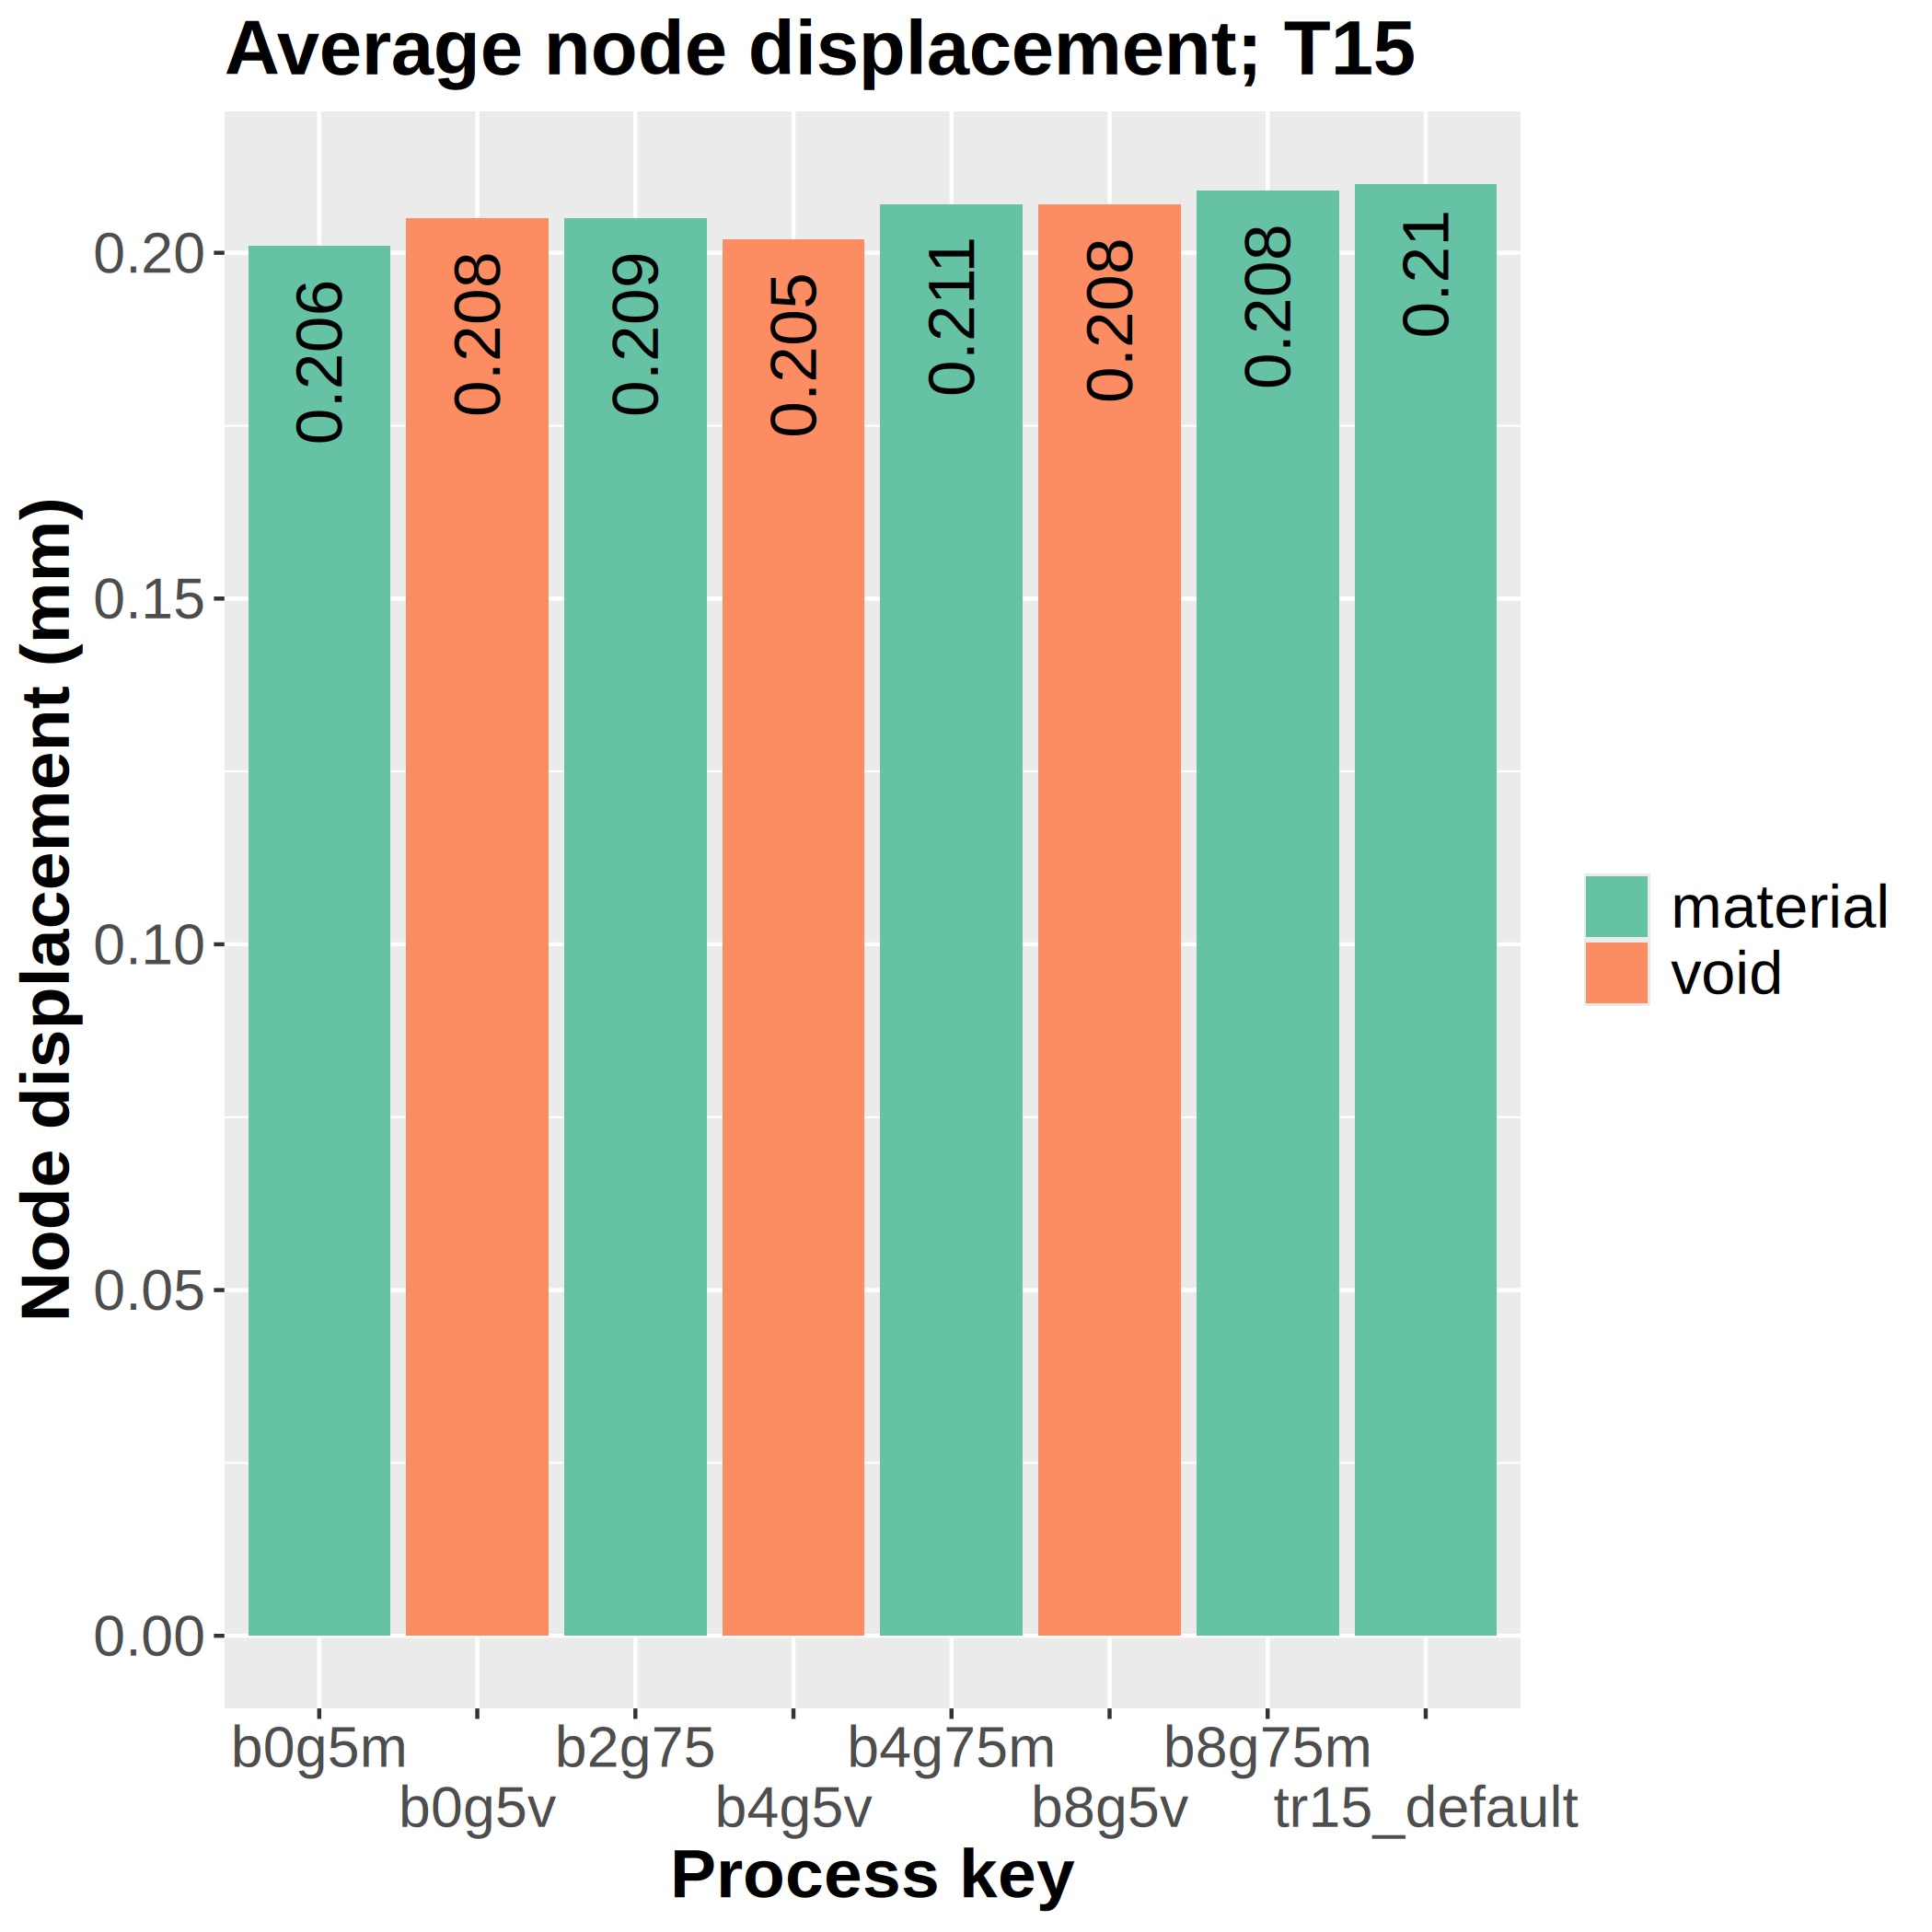 Average node displacement; T15
Node displacement (mm)
0.20
0.15
0.10
0.05
0.00
0.206
0.208
0.209
0.205
0.211
0.208
0.208
0.21
b0g5m
b0g5v
b2g75
b4g5v
b4g75m
b8g5v
b8g75m
tr15_default
Process key
material
void